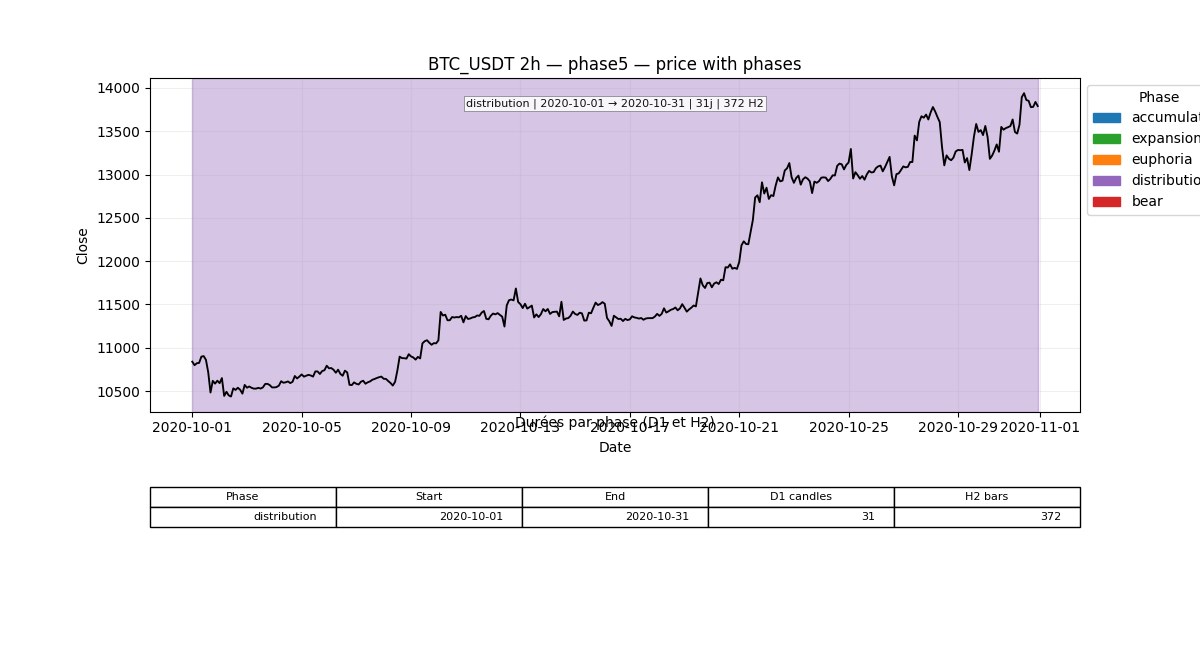 BTC_USDT 2h — phase5 — price with phases
14000
13500
13000
12500
12000
11500
11000
10500
Close
distribution | 2020-10-01 → 2020-10-31 | 31j | 372 H2
Phase
accumulat
expansion
euphoria
distributio
bear
2020-10-01 2020-10-05 2020-10-09 2020-10-13 2020-10-17 2020-10-21 2020-10-25 2020-10-29 2020-11-01
Durées par phase (D1 et H2)
Date
Phase Start End D1 candles H2 bars
distribution 2020-10-01 2020-10-31 31 372